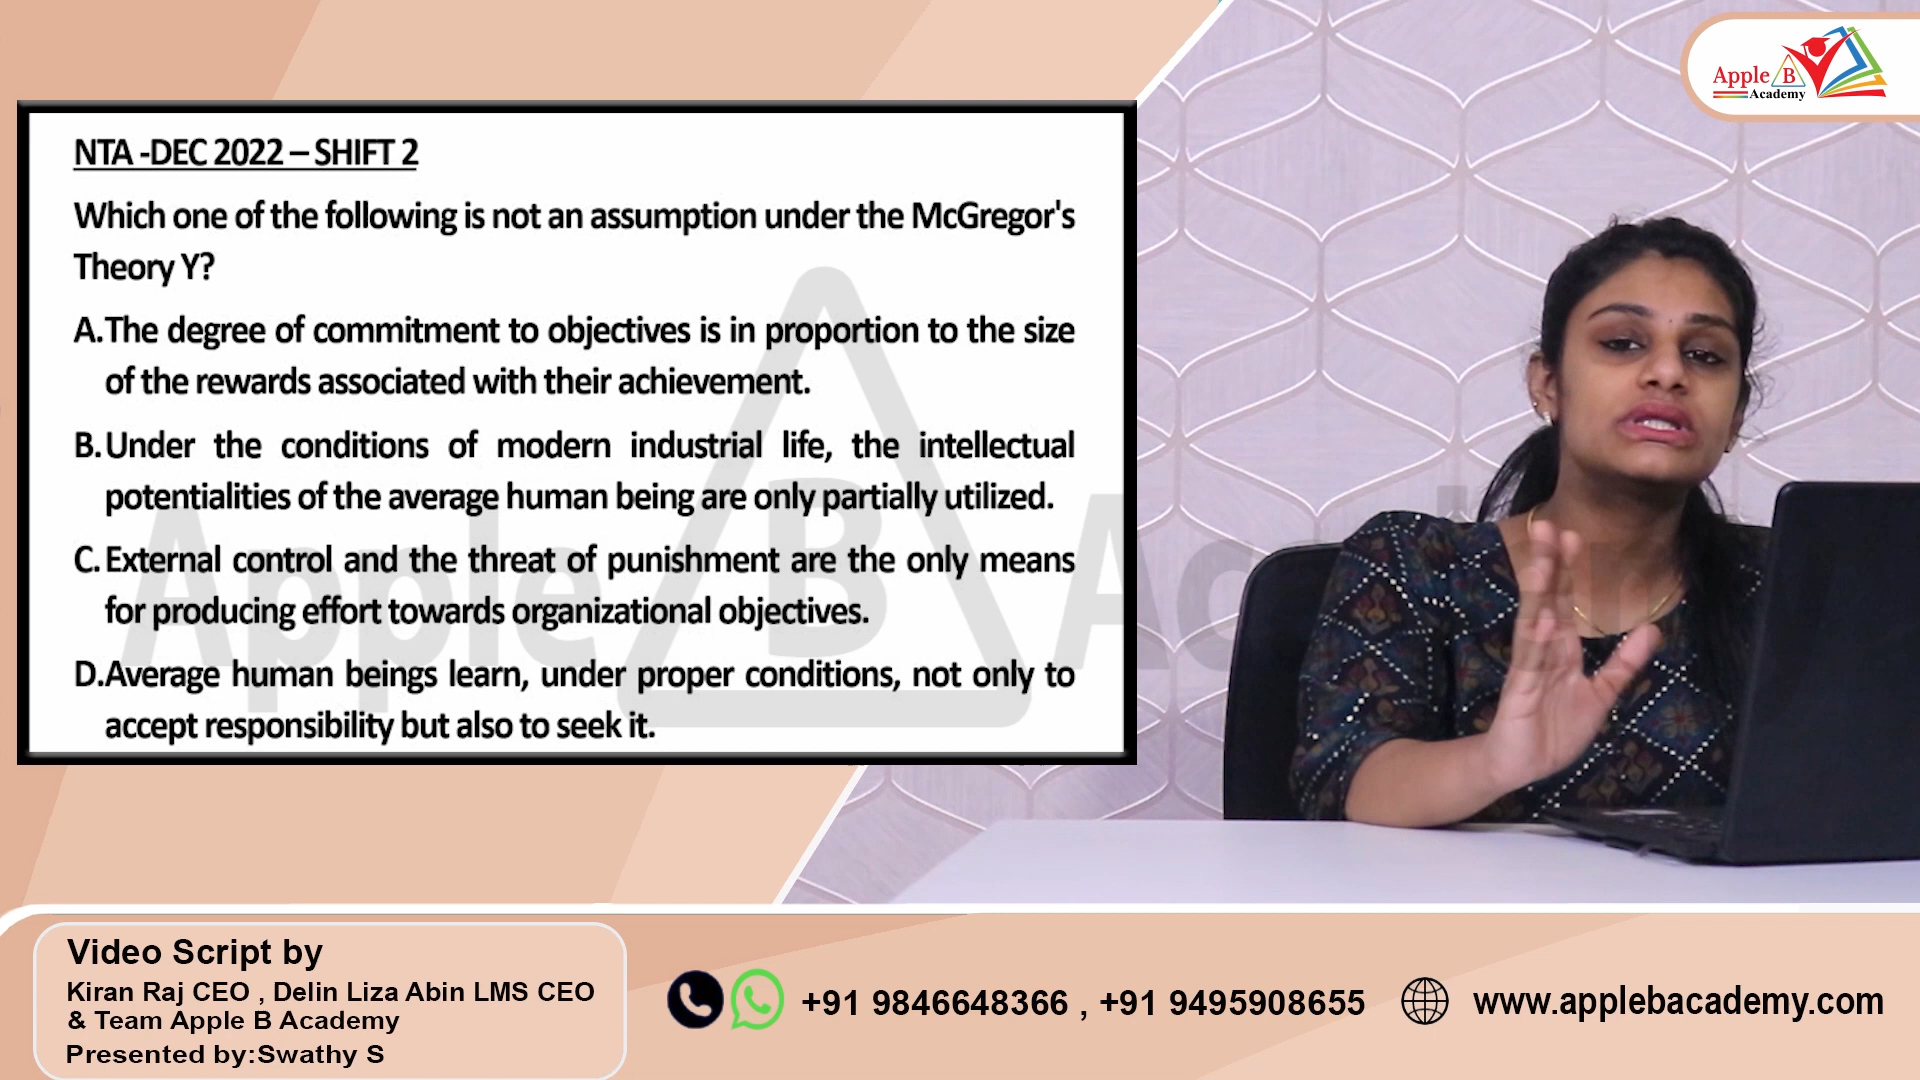 Apple B
Academy
NTA -DEC 2022 – SHIFT 2
Which one of the following is not an assumption under the McGregor's
Theory Y?
A.The degree of commitment to objectives is in proportion to the size
of the rewards associated with their achievement.
B.Under the conditions of modern industrial life, the intellectual
potentialities of the average human being are only partially utilized.
C.External control and the threat of punishment are the only means
for producing effort towards organizational objectives.
D.Average human beings learn, under proper conditions, not only to
accept responsibility but also to seek it.
Video Script by
Kiran Raj CEO , Delin Liza Abin LMS CEO
& Team Apple B Academy
Presented by:Swathy S
+91 9846648366 , +91 9495908655
www.applebacademy.com